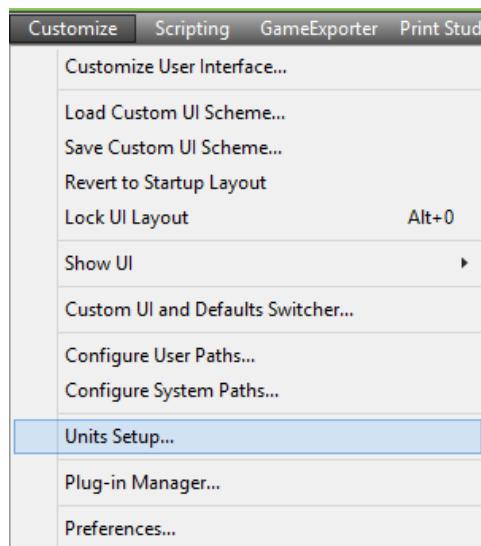 Customize Scripting GameExporter Print Stud
Customize User Interface...
Load Custom UI Scheme...
Save Custom UI Scheme...
Revert to Startup Layout
Lock UI Layout Alt+0
Show UI
Custom UI and Defaults Switcher...
Configure User Paths...
Configure System Paths...
Units Setup...
Plug-in Manager...
Preferences...